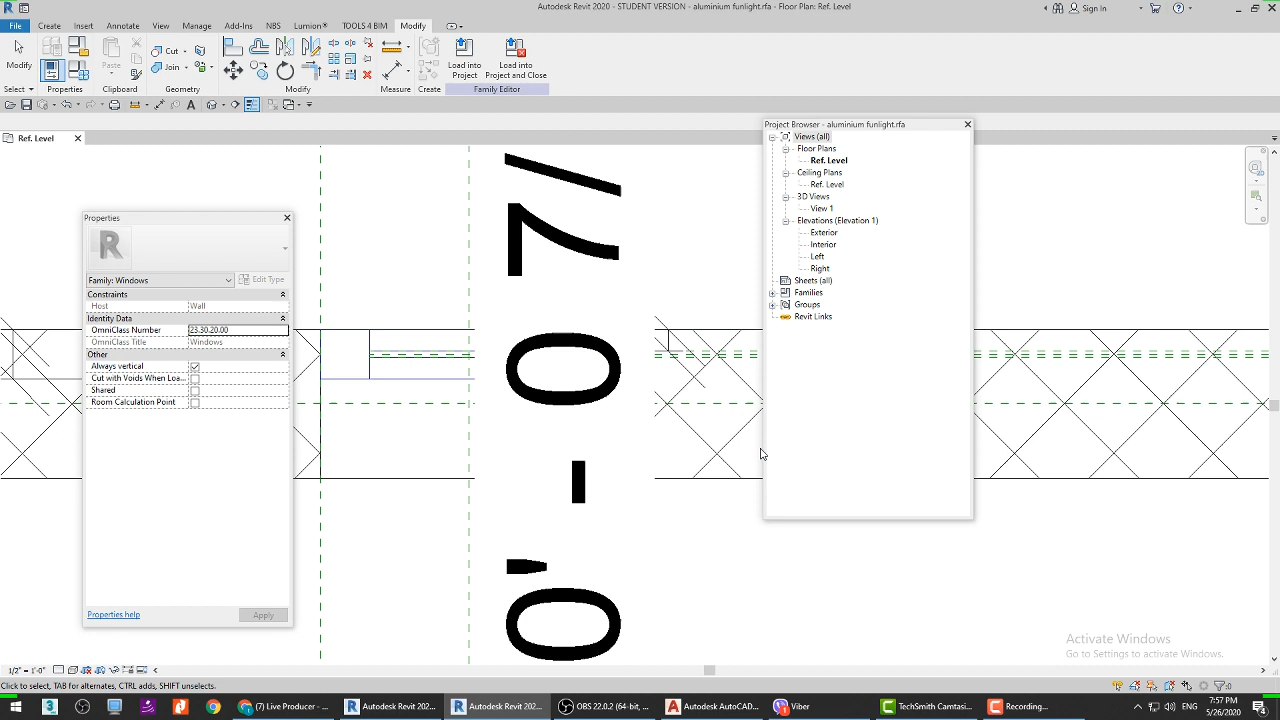 Autodesk Revit 2020 - STUDENT VERSION - aluminium funlight.rfa - Floor Plan: Ref. Level
Sign in
File Create Insert Annotate View Manage Add-Ins NBS Lumion® TOOLS 4 BIM Modify
Modify
Paste
Cut
Join
Load into
Project
Load into
Project and Close
Select Properties Clipboard Geometry Modify Measure Create Family Editor
Ref. Level
Properties
Family: Windows
Edit Type
Constraints
Host Wall
Identity Data
OmniClass Number 23.30.20.00
OmniClass Title Windows
Other
Always vertical
Cut with Voids When Loa...
Shared
Room Calculation Point
Properties help
Apply
0' - 0 7/
Project Browser - aluminium funlight.rfa
Views (all)
Floor Plans
Ref. Level
Ceiling Plans
Ref. Level
3D Views
View 1
Elevations (Elevation 1)
Exterior
Interior
Left
Right
Sheets (all)
Families
Groups
Revit Links
Activate Windows
Go to Settings to activate Windows.
1/2" = 1'-0"
Click to select, TAB for alternates, CTRL adds, SHIFT unselects.
:0
(7) Live Producer - ...
Autodesk Revit 202...
Autodesk Revit 202...
OBS 22.0.2 (64-bit, ...
Autodesk AutoCAD...
Viber
TechSmith Camtasi...
Recording...
7:57 PM
5/26/2020